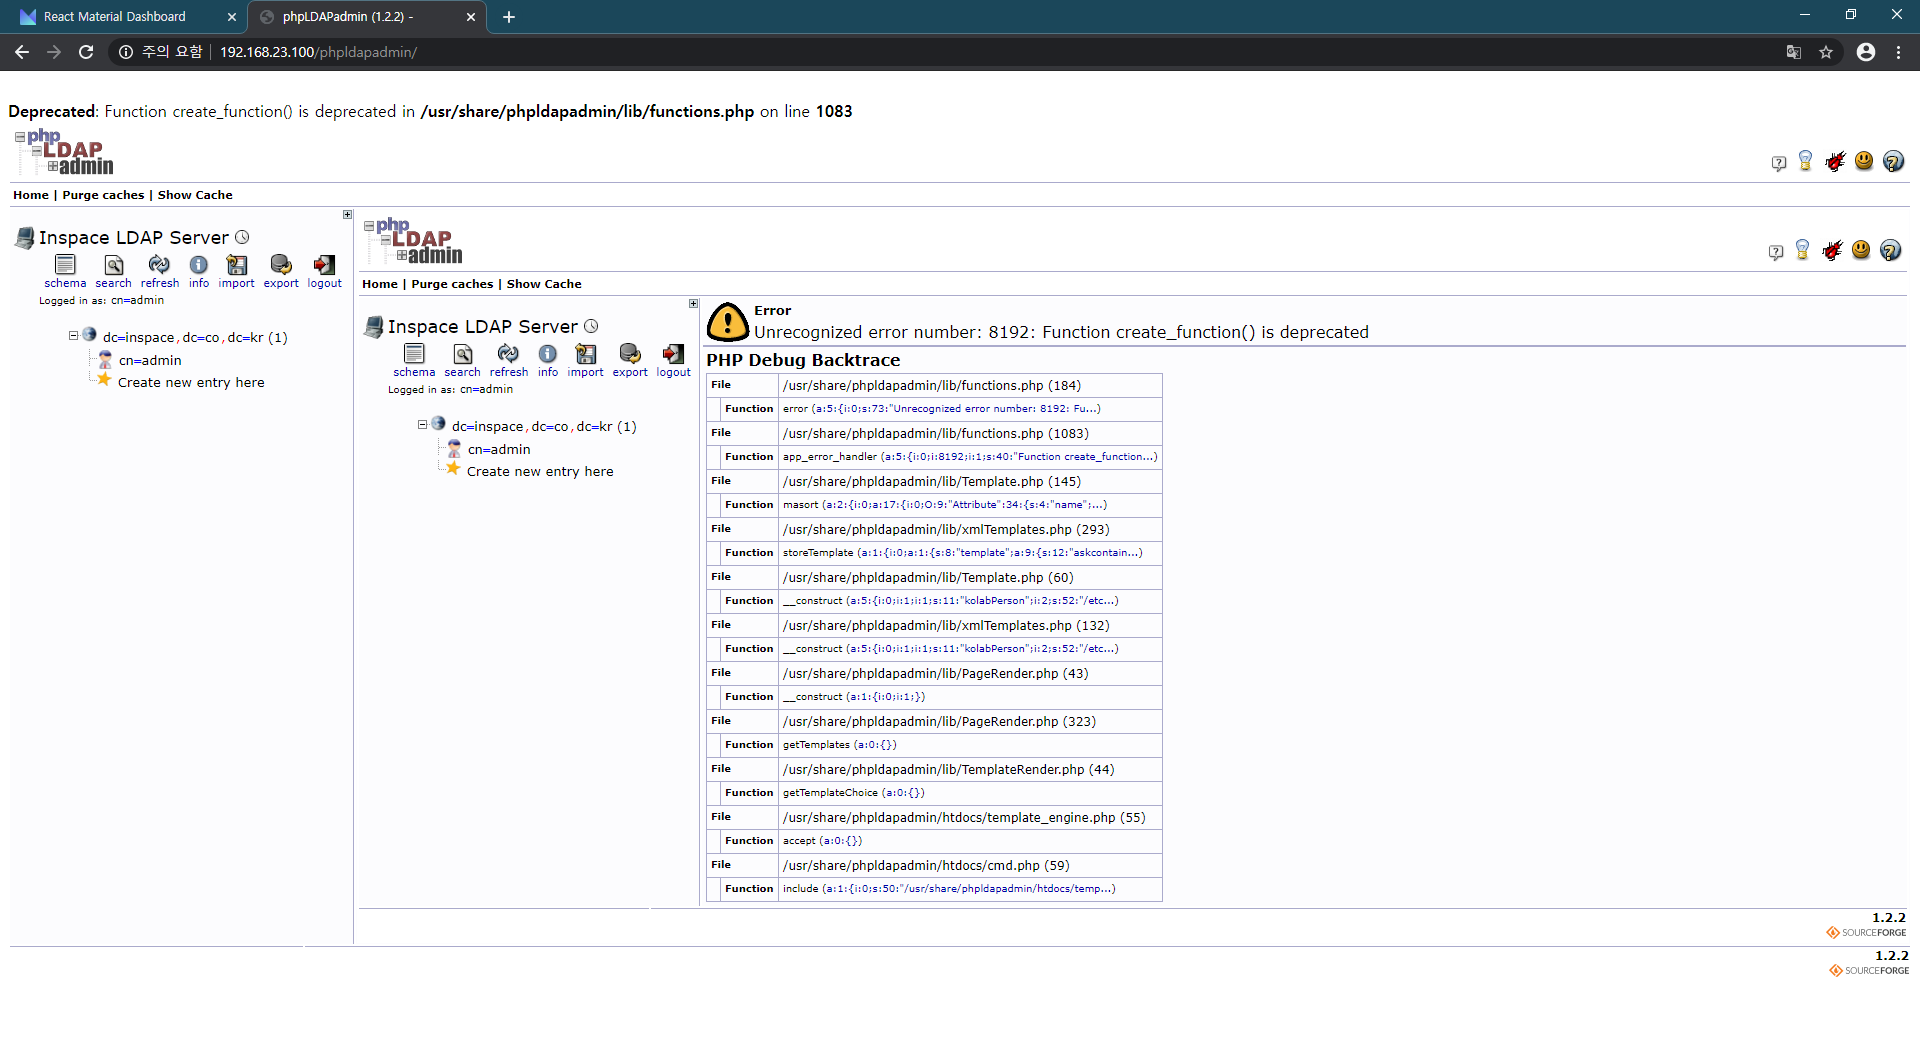 React Material Dashboard
phpLDAPadmin (1.2.2) -
주의 요함
192.168.23.100/phpldapadmin/
Deprecated: Function create_function() is deprecated in /usr/share/phpldapadmin/lib/functions.php on line 1083
php
LDAP
admin
Home | Purge caches | Show Cache
Inspace LDAP Server
schema search refresh info import export logout
Logged in as: cn=admin
dc=inspace,dc=co,dc=kr (1)
cn=admin
Create new entry here
php
LDAP
admin
Home | Purge caches | Show Cache
Inspace LDAP Server
schema search refresh info import export logout
Logged in as: cn=admin
dc=inspace,dc=co,dc=kr (1)
cn=admin
Create new entry here
Error
Unrecognized error number: 8192: Function create_function() is deprecated
PHP Debug Backtrace
File /usr/share/phpldapadmin/lib/functions.php (184)
Function error (a:5:{i:0;s:73:"Unrecognized error number: 8192: Fu...)
File /usr/share/phpldapadmin/lib/functions.php (1083)
Function app_error_handler (a:5:{i:0;i:8192;i:1;s:40:"Function create_function...)
File /usr/share/phpldapadmin/lib/Template.php (145)
Function masort (a:2:{i:0;a:17:{i:0;O:9:"Attribute":34:{s:4:"name";...)
File /usr/share/phpldapadmin/lib/xmlTemplates.php (293)
Function storeTemplate (a:1:{i:0;a:1:{s:8:"template";a:9:{s:12:"askcontain...)
File /usr/share/phpldapadmin/lib/Template.php (60)
Function __construct (a:5:{i:0;i:1;i:1;s:11:"kolabPerson";i:2;s:52:"/etc...)
File /usr/share/phpldapadmin/lib/xmlTemplates.php (132)
Function __construct (a:5:{i:0;i:1;i:1;s:11:"kolabPerson";i:2;s:52:"/etc...)
File /usr/share/phpldapadmin/lib/PageRender.php (43)
Function __construct (a:1:{i:0;i:1;})
File /usr/share/phpldapadmin/lib/PageRender.php (323)
Function getTemplates (a:0:{})
File /usr/share/phpldapadmin/lib/TemplateRender.php (44)
Function getTemplateChoice (a:0:{})
File /usr/share/phpldapadmin/htdocs/template_engine.php (55)
Function accept (a:0:{})
File /usr/share/phpldapadmin/htdocs/cmd.php (59)
Function include (a:1:{i:0;s:50:"/usr/share/phpldapadmin/htdocs/temp...)
1.2.2
SOURCEFORGE
1.2.2
SOURCEFORGE